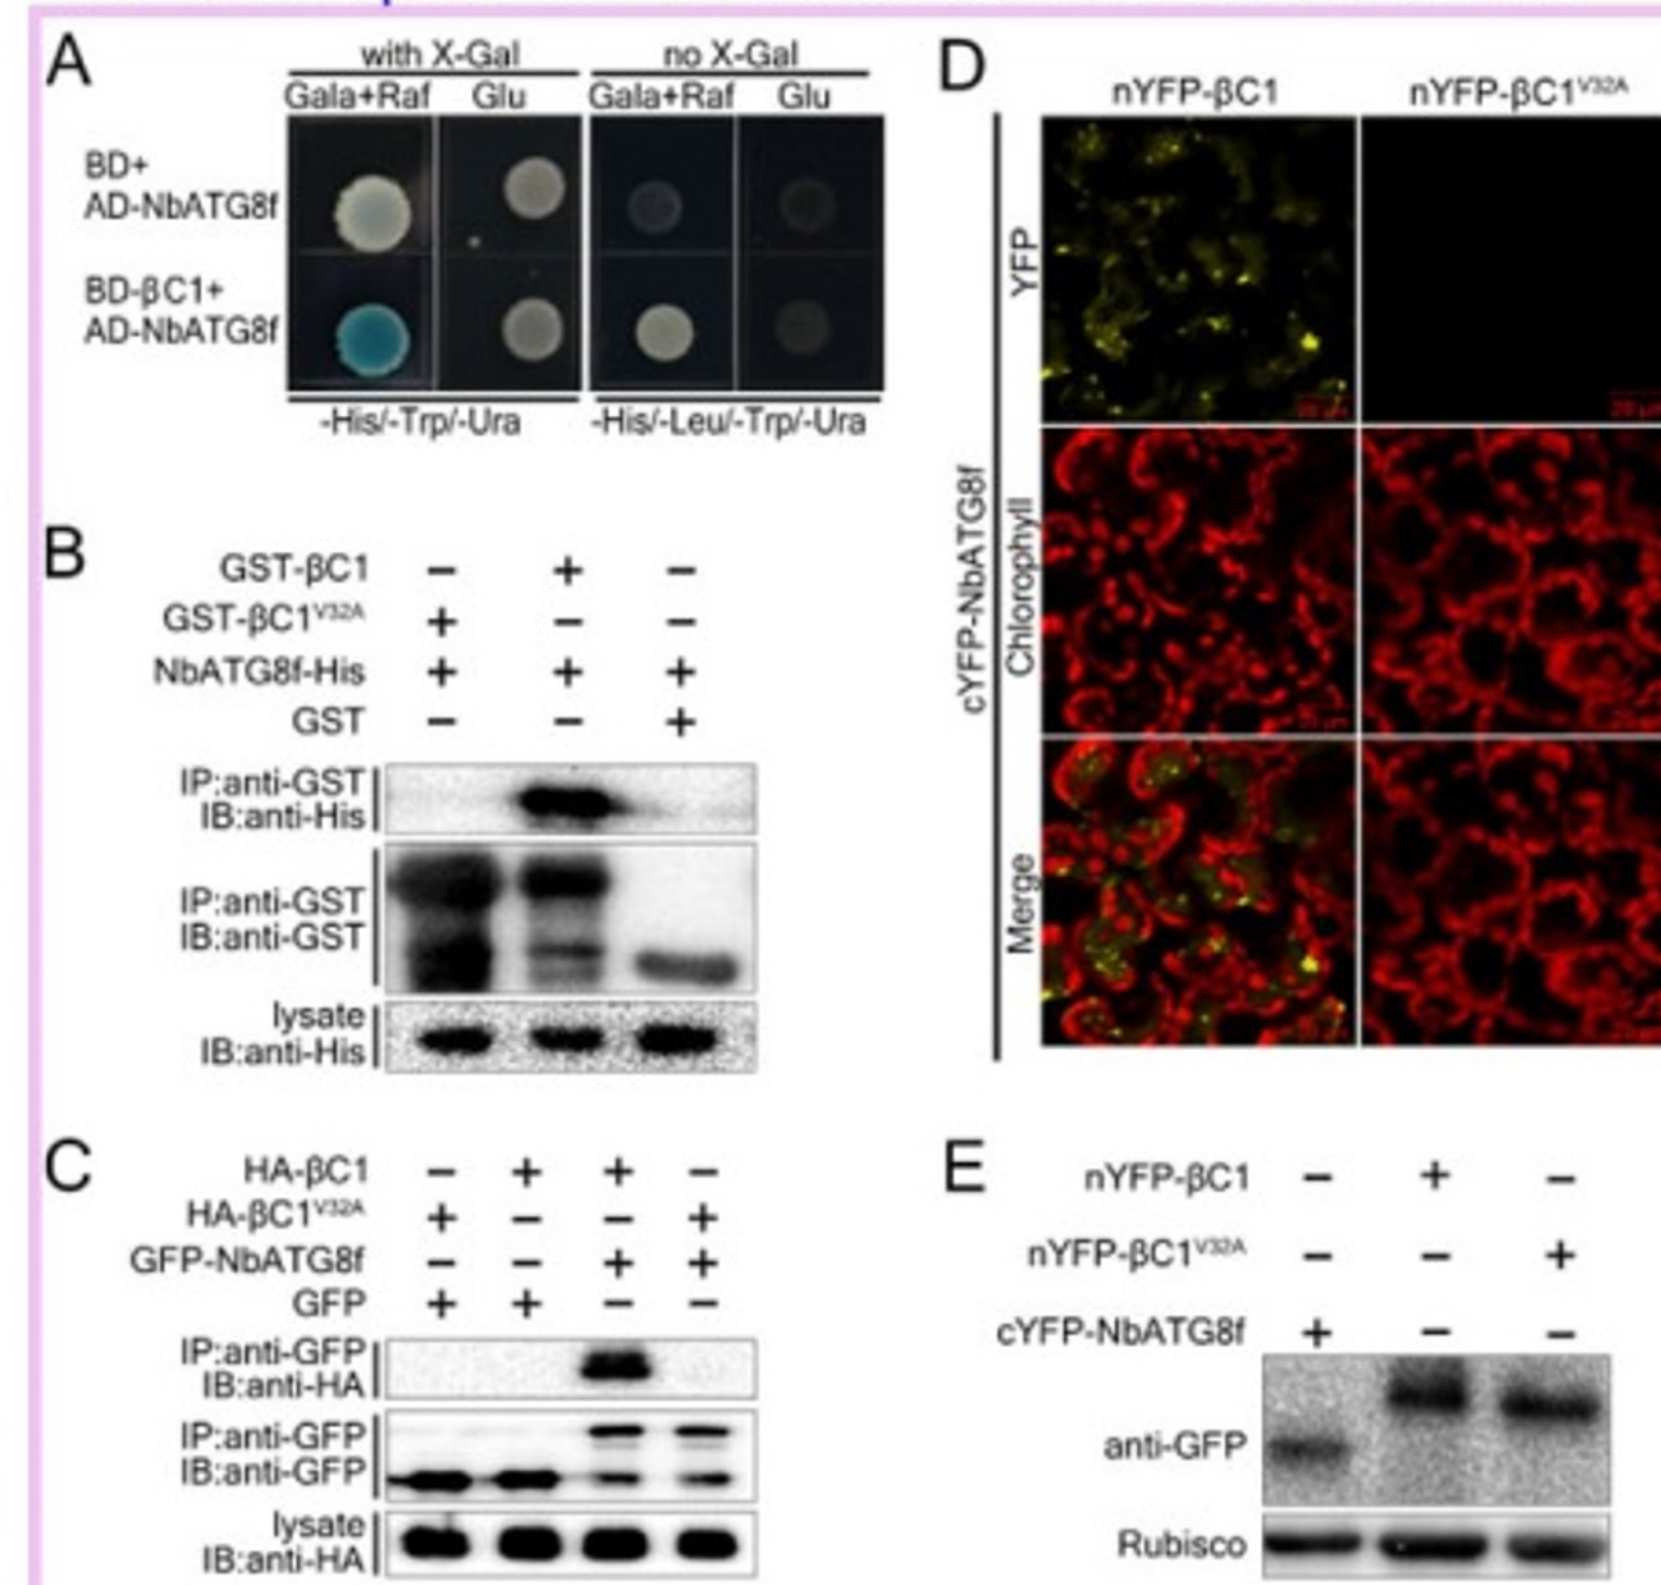 A
with X-Gal no X-Gal
Gala+Raf Glu Gala+Raf Glu
BD+
AD-NbATG8f
BD-βC1+
AD-NbATG8f
-His/-Trp/-Ura -His/-Leu/-Trp/-Ura
B
GST-βC1 − + −
GST-βC1V32A + − −
NbATG8f-His + + +
GST − − +
IP:anti-GST
IB:anti-His
IP:anti-GST
IB:anti-GST
lysate
IB:anti-His
C
HA-βC1 − + + −
HA-βC1V32A + − − +
GFP-NbATG8f − − + +
GFP + + − −
IP:anti-GFP
IB:anti-HA
IP:anti-GFP
IB:anti-GFP
lysate
IB:anti-HA
D
nYFP-βC1 nYFP-βC1V32A
cYFP-NbATG8f
YFP
20 μm 20 μm
Chlorophyll
Merge
E
nYFP-βC1 − + −
nYFP-βC1V32A − − +
cYFP-NbATG8f + − −
anti-GFP
Rubisco